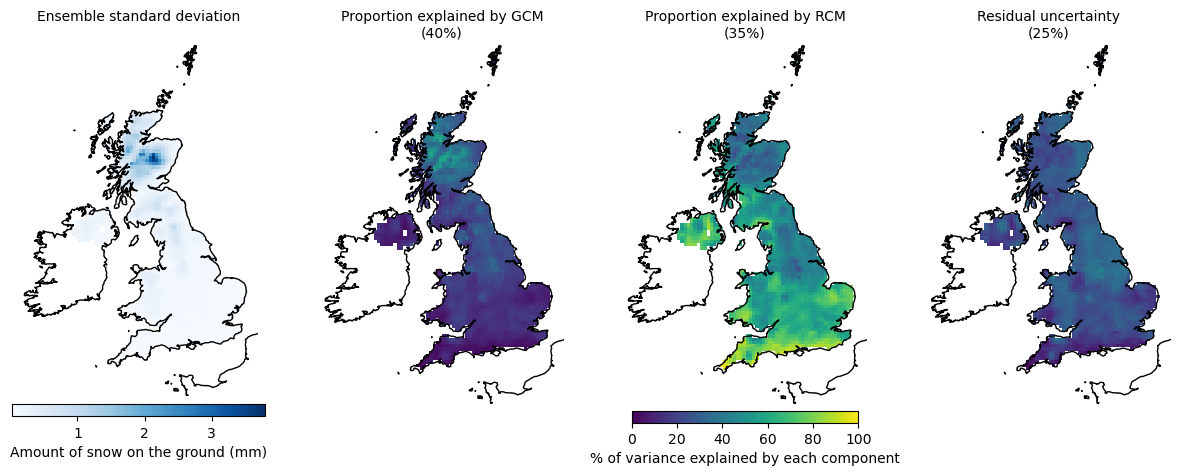 Ensemble standard deviation
Proportion explained by GCM
(40%)
Proportion explained by RCM
(35%)
Residual uncertainty
(25%)
1 2 3
Amount of snow on the ground (mm)
0 20 40 60 80 100
% of variance explained by each component